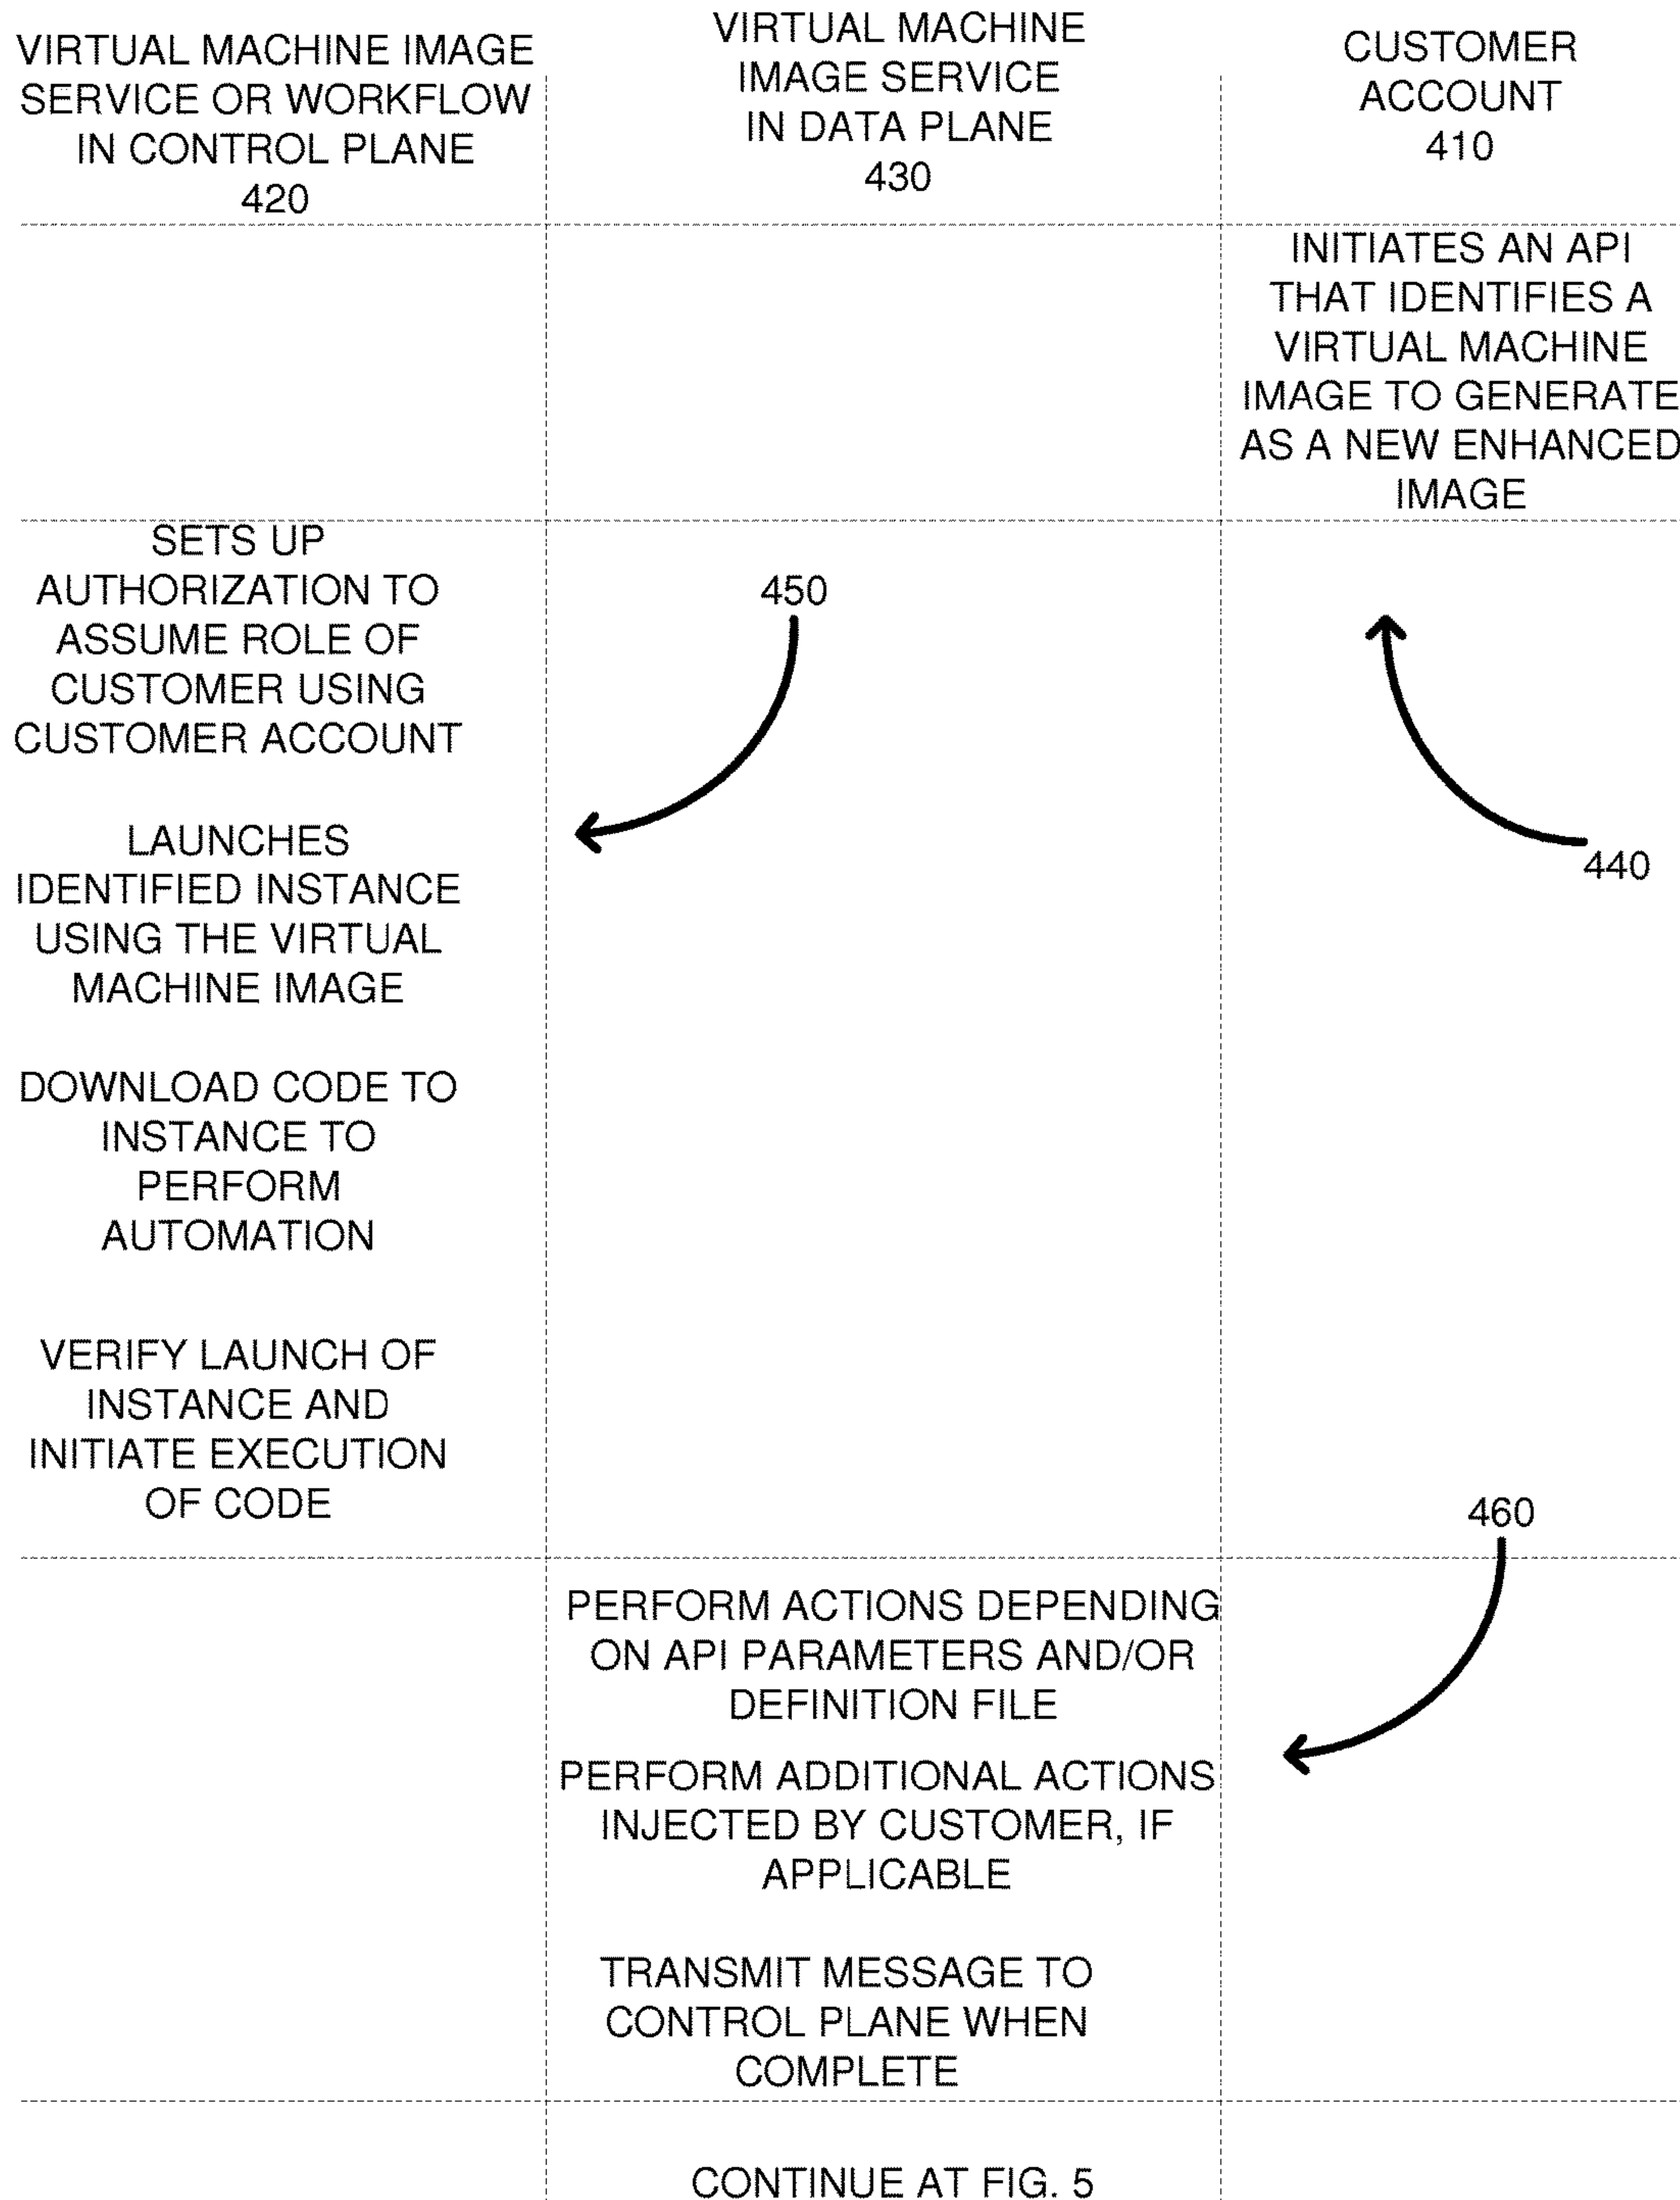 VIRTUAL MACHINE IMAGE
SERVICE OR WORKFLOW
IN CONTROL PLANE
420
VIRTUAL MACHINE
IMAGE SERVICE
IN DATA PLANE
430
CUSTOMER
ACCOUNT
410
INITIATES AN API
THAT IDENTIFIES A
VIRTUAL MACHINE
IMAGE TO GENERATE
AS A NEW ENHANCED
IMAGE
SETS UP
AUTHORIZATION TO
ASSUME ROLE OF
CUSTOMER USING
CUSTOMER ACCOUNT
450
440
LAUNCHES
IDENTIFIED INSTANCE
USING THE VIRTUAL
MACHINE IMAGE
DOWNLOAD CODE TO
INSTANCE TO
PERFORM
AUTOMATION
VERIFY LAUNCH OF
INSTANCE AND
INITIATE EXECUTION
OF CODE
460
PERFORM ACTIONS DEPENDING
ON API PARAMETERS AND/OR
DEFINITION FILE
PERFORM ADDITIONAL ACTIONS
INJECTED BY CUSTOMER, IF
APPLICABLE
TRANSMIT MESSAGE TO
CONTROL PLANE WHEN
COMPLETE
CONTINUE AT FIG. 5